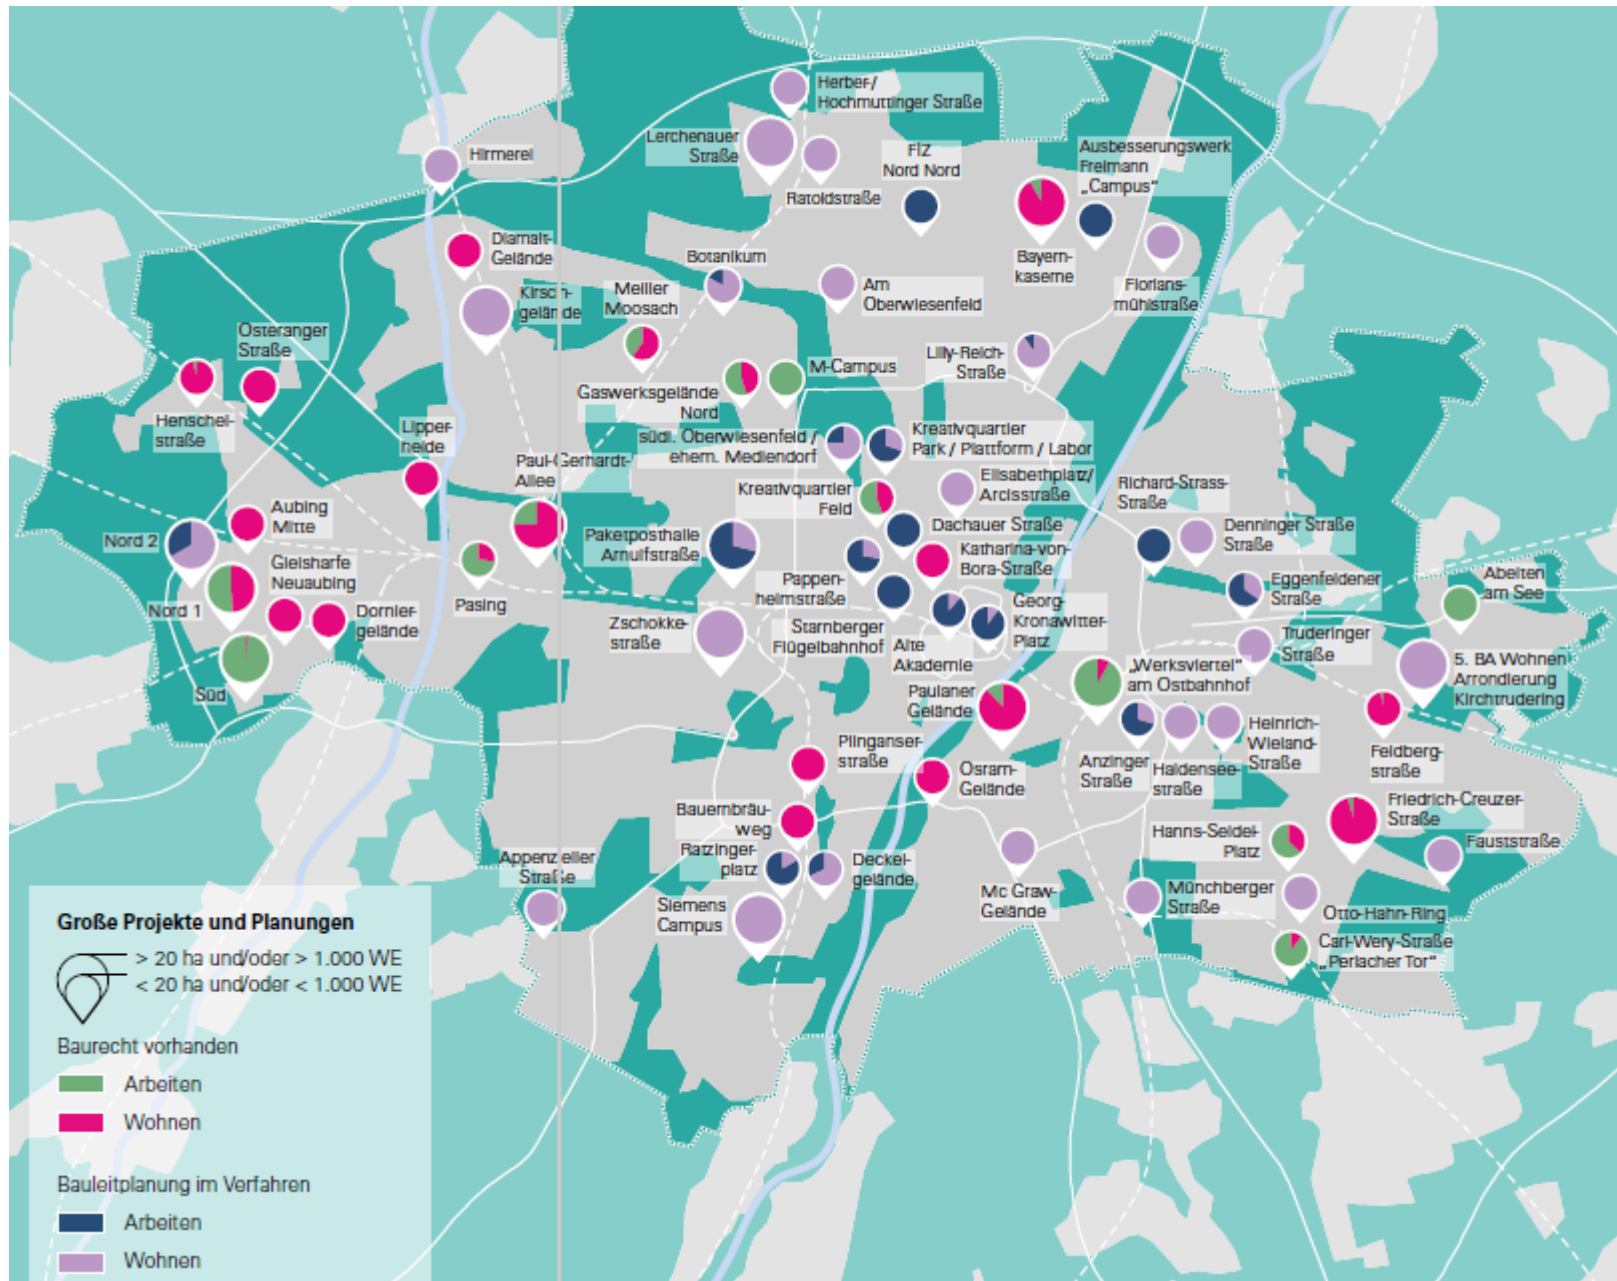 Herber-/
Hochmuttinger Straße
Lerchenauer
Straße
Ratoldstraße
FIZ
Nord Nord
Ausbesserungswerk
Freimann
„Campus“
Hirmerei
Bayern-
kaserne
Florians-
mühlstraße
Diamalt-
Gelände
Kirsch-
gelände
Botanikum
Meiller
Moosach
Am
Oberwiesenfeld
Osteranger
Straße
Henschel-
straße
Lilly-Reich-
Straße
M-Campus
Gaswerksgelände
Nord
Lipper-
heide
südl. Oberwiesenfeld /
ehem. Mediendorf
Kreativquartier
Park / Plattform / Labor
Paul-Gerhardt-
Allee
Kreativquartier
Feld
Elisabethplatz/
Arcisstraße
Richard-Strass-
Straße
Aubing
Mitte
Nord 2
Dachauer Straße
Denninger Straße
Straße
Paketposthalle
Arnulfstraße
Katharina-von-
Bora-Straße
Gleisharfe
Neuaubing
Nord 1
Dornier-
gelände
Pasing
Pappen-
heimstraße
Eggenfeldener
Straße
Abeiten
am See
Zschokke-
straße
Starnberger
Flügelbahnhof
Alte
Akademie
Georg-
Kronawitter-
Platz
Truderinger
Straße
Süd
„Werksviertel“
am Ostbahnhof
5. BA Wohnen
Arrondierung
Kirchtrudering
Paulaner
Gelände
Plinganser-
straße
Osram-
Gelände
Anzinger
Straße
Haldensee-
straße
Heinrich-
Wieland-
Straße
Feldberg-
straße
Bauernbräu-
weg
Friedrich-Creuzer-
Straße
Hanns-Seidel-
Platz
Fauststraße
Ratzinger-
platz
Deckel-
gelände
Appenzeller
Straße
Siemens
Campus
Mc Graw-
Gelände
Münchberger
Straße
Otto-Hahn-Ring
Carl-Wery-Straße
„Perlacher Tor“
Große Projekte und Planungen
> 20 ha und/oder > 1.000 WE
< 20 ha und/oder < 1.000 WE
Baurecht vorhanden
Arbeiten
Wohnen
Bauleitplanung im Verfahren
Arbeiten
Wohnen